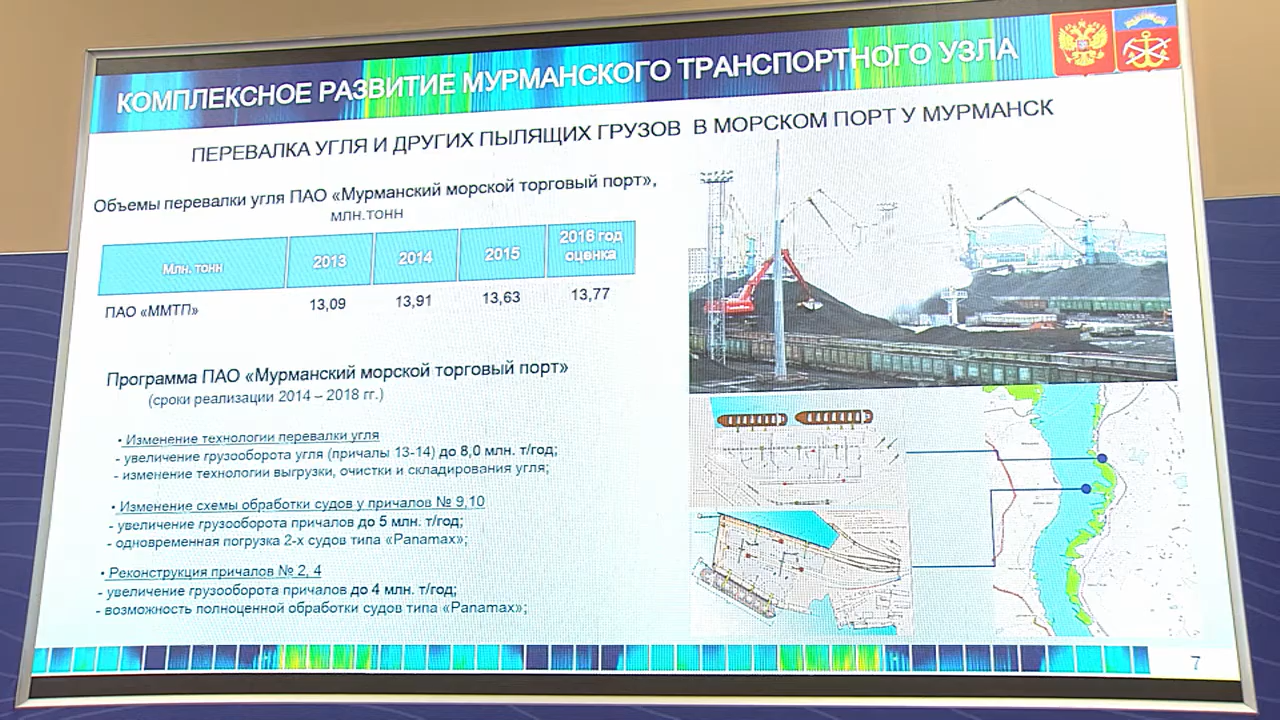 КОМПЛЕКСНОЕ РАЗВИТИЕ МУРМАНСКОГО ТРАНСПОРТНОГО УЗЛА
ПЕРЕВАЛКА УГЛЯ И ДРУГИХ ПЫЛЯЩИХ ГРУЗОВ В МОРСКОМ ПОРТ У МУРМАНСК
Объемы перевалки угля ПАО «Мурманский морской торговый порт»,
млн.тонн
Млн. тонн 2013 2014 2015 2016 год оценка
ПАО «ММТП» 13,09 13,91 13,63 13,77
Программа ПАО «Мурманский морской торговый порт»
(сроки реализации 2014 – 2018 гг.)
• Изменение технологии перевалки угля
- увеличение грузооборота угля (причалы 13-14) до 8,0 млн. т/год;
- изменение технологии выгрузки, очистки и складирования угля;
• Изменение схемы обработки судов у причалов № 9,10
- увеличение грузооборота причалов до 5 млн. т/год;
- одновременная погрузка 2-х судов типа «Panamax»;
• Реконструкция причалов № 2, 4
- увеличение грузооборота причалов до 4 млн. т/год;
- возможность полноценной обработки судов типа «Panamax»;
7